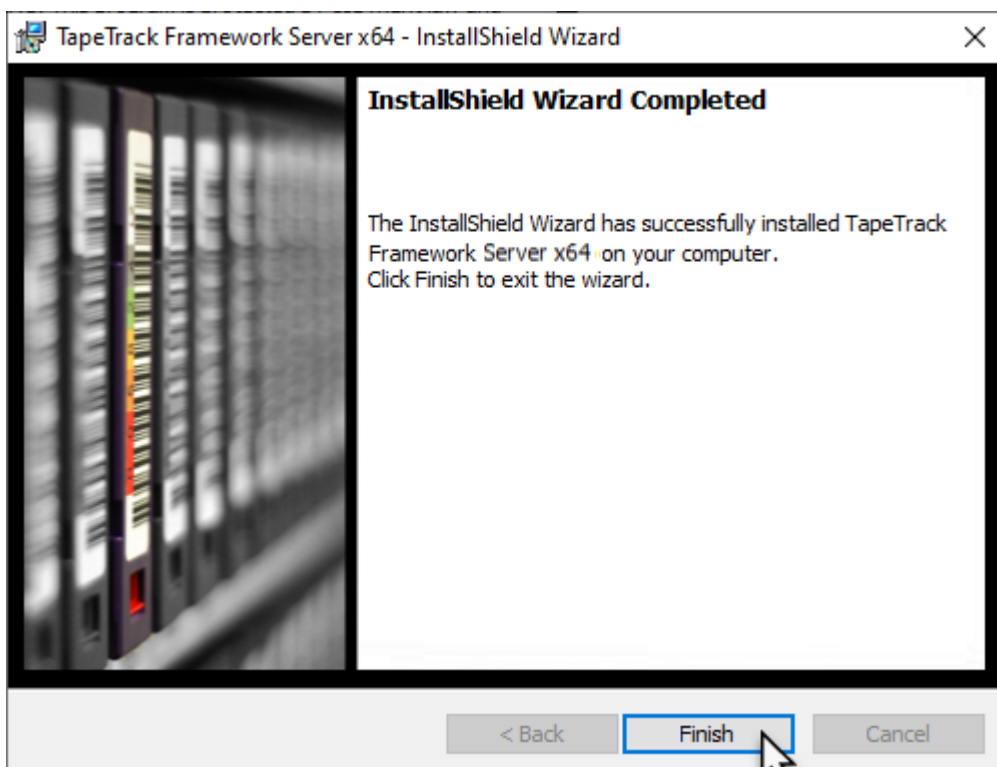 TapeTrack Framework Server x64 - InstallShield Wizard
InstallShield Wizard Completed
The InstallShield Wizard has successfully installed TapeTrack
Framework Server x64 on your computer.
Click Finish to exit the wizard.
< Back
Finish
Cancel